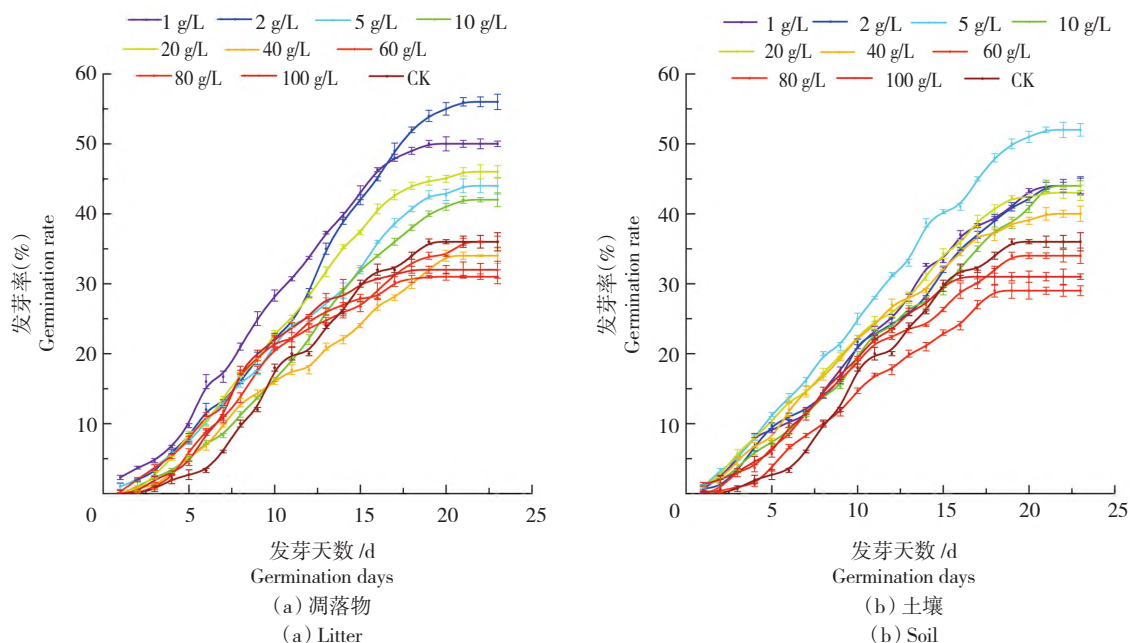 1 g/L 2 g/L 5 g/L 10 g/L
20 g/L 40 g/L 60 g/L
80 g/L 100 g/L CK
60
50
40
30
20
10
0 5 10 15 20 25
发芽率(%)
Germination rate
发芽天数 /d
Germination days
(a) 凋落物
(a) Litter
1 g/L 2 g/L 5 g/L 10 g/L
20 g/L 40 g/L 60 g/L
80 g/L 100 g/L CK
60
50
40
30
20
10
0 5 10 15 20 25
发芽率(%)
Germination rate
发芽天数 /d
Germination days
(b) 土壤
(b) Soil